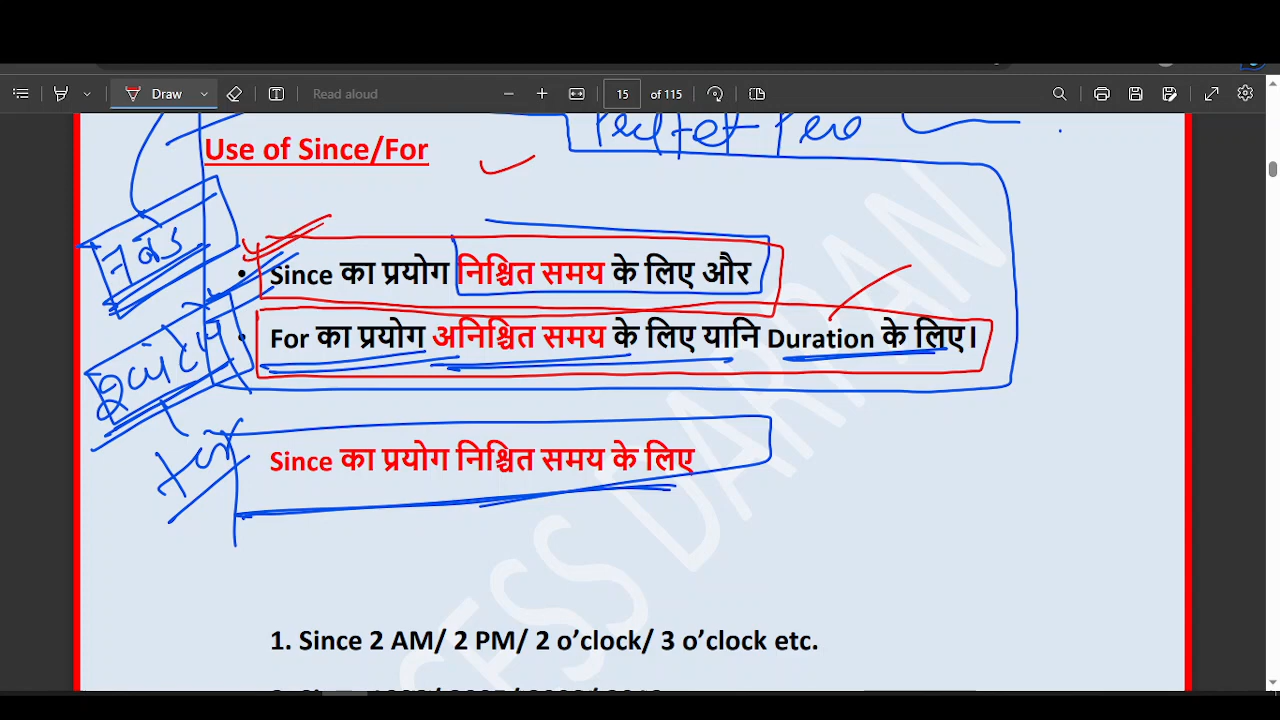 Draw
Read aloud
15 of 115
Use of Since/For
• Since का प्रयोग निश्चित समय के लिए और
• For का प्रयोग अनिश्चित समय के लिए यानि Duration के लिए।
For
Since का प्रयोग निश्चित समय के लिए
1. Since 2 AM/ 2 PM/ 2 o’clock/ 3 o’clock etc.